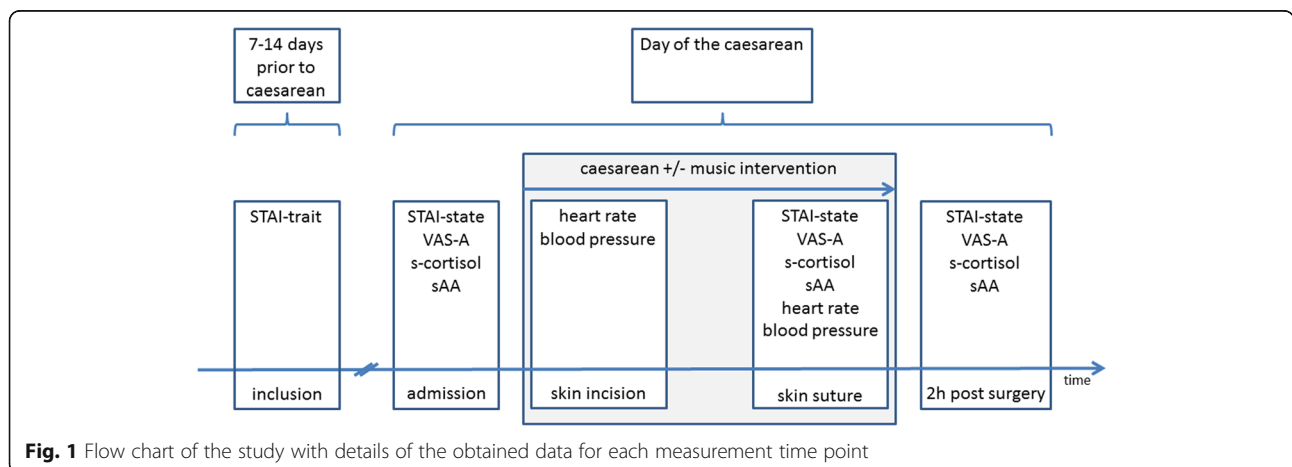 7-14 days
prior to
caesarean
Day of the caesarean
caesarean +/- music intervention
STAI-trait
inclusion
STAI-state
VAS-A
s-cortisol
sAA
admission
heart rate
blood pressure
skin incision
STAI-state
VAS-A
s-cortisol
sAA
heart rate
blood pressure
skin suture
STAI-state
VAS-A
s-cortisol
sAA
2h post surgery
time
Fig. 1 Flow chart of the study with details of the obtained data for each measurement time point